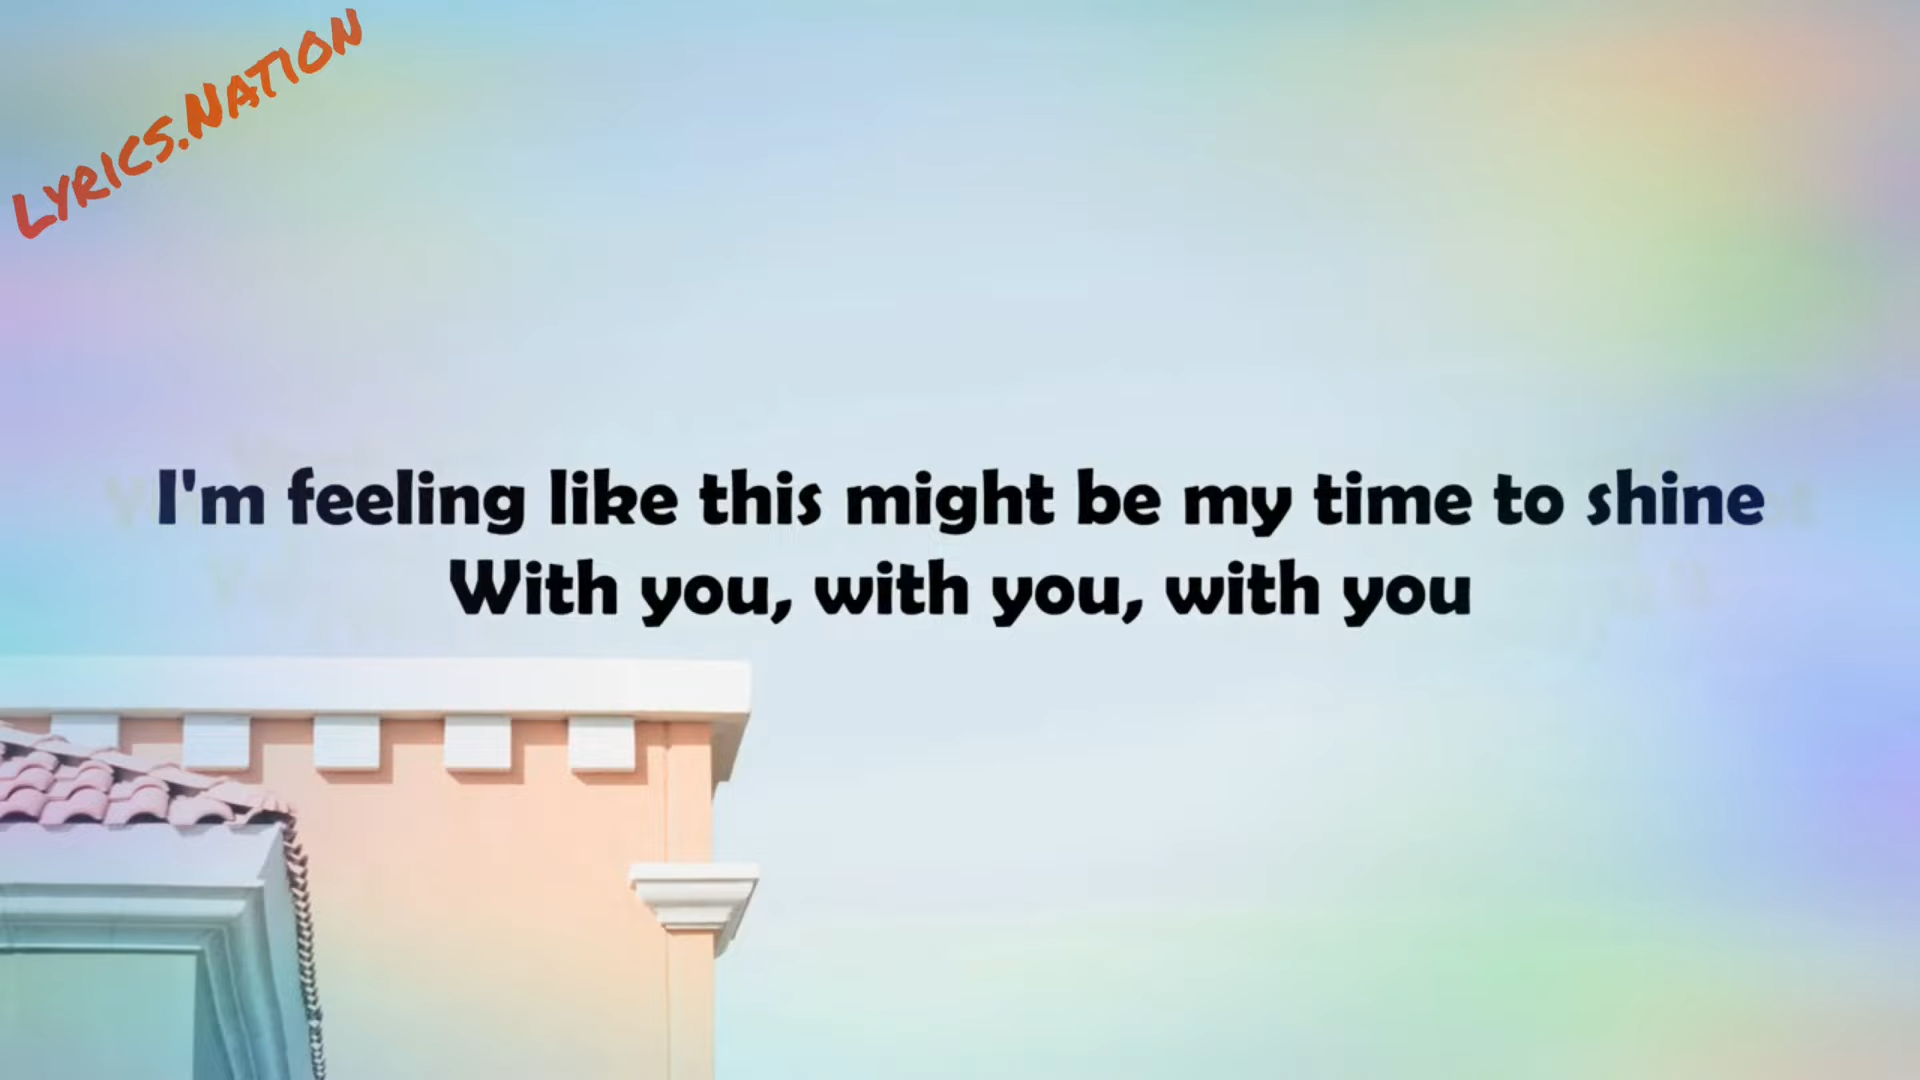 Lyrics.Nation
I'm feeling like this might be my time to shine
With you, with you, with you